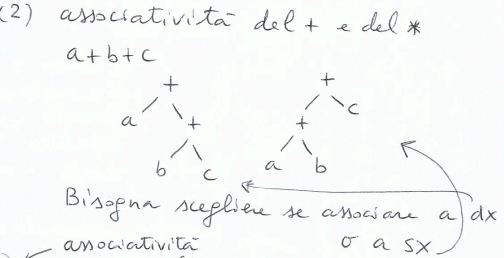 (2) associatività del + e del *
a+b+c
+ +
a + + c
b c a b
Bisogna scegliere se associare a dx
associatività o a sx